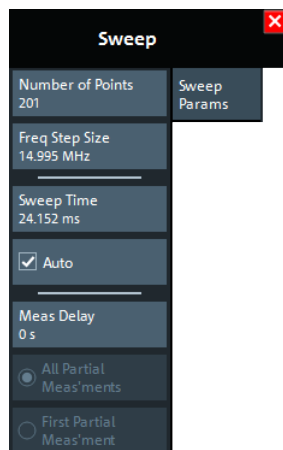 Sweep
Number of Points
201
Sweep
Params
Freq Step Size
14.995 MHz
Sweep Time
24.152 ms
Auto
Meas Delay
0 s
All Partial
Meas'ments
First Partial
Meas'ment